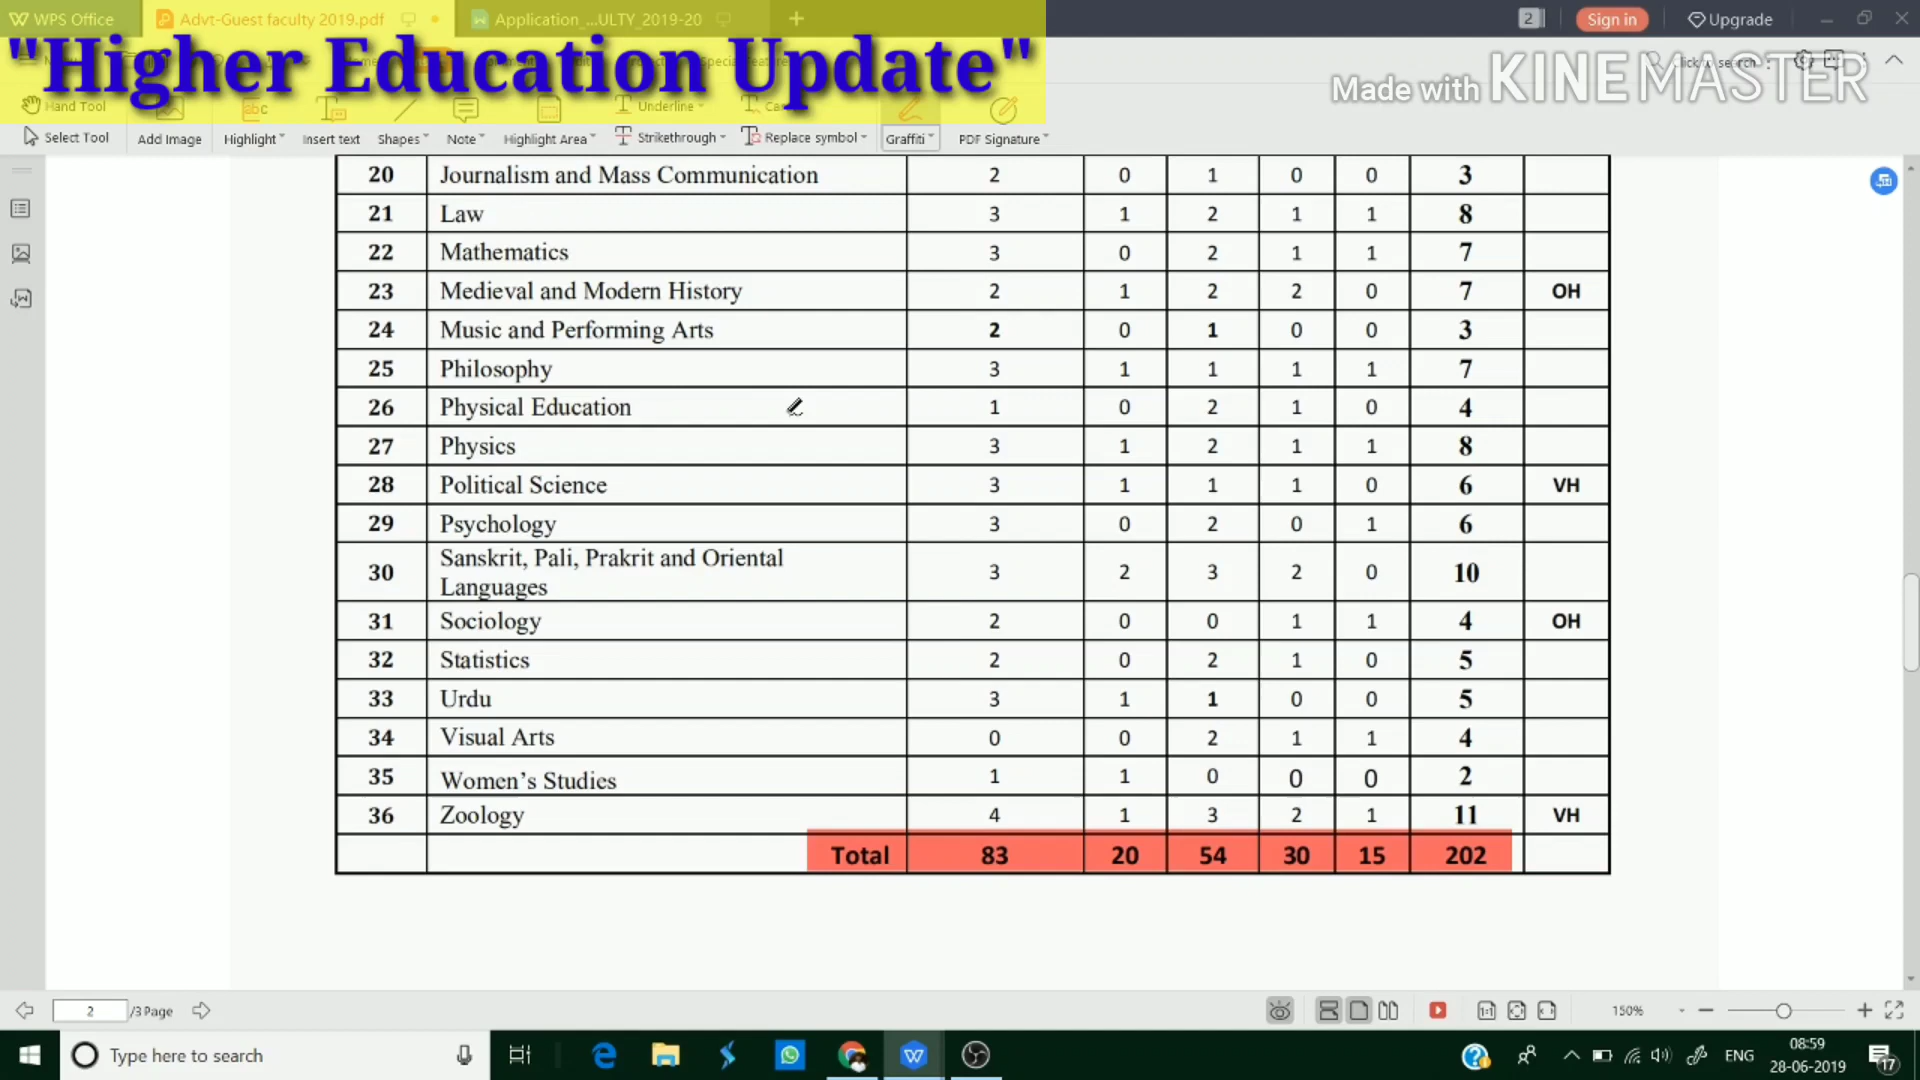 WPS Office
Advt-Guest faculty 2019.pdf
Application_...ULTY_2019-20
2
Sign in
Upgrade
"Higher Education Update"
Made with KINEMASTER
Hand Tool
Underline
Select Tool
Add Image
Highlight
Insert text
Shapes
Note
Highlight Area
Strikethrough
Replace symbol
Graffiti
PDF Signature
20 Journalism and Mass Communication 2 0 1 0 0 3
21 Law 3 1 2 1 1 8
22 Mathematics 3 0 2 1 1 7
23 Medieval and Modern History 2 1 2 2 0 7 OH
24 Music and Performing Arts 2 0 1 0 0 3
25 Philosophy 3 1 1 1 1 7
26 Physical Education 1 0 2 1 0 4
27 Physics 3 1 2 1 1 8
28 Political Science 3 1 1 1 0 6 VH
29 Psychology 3 0 2 0 1 6
30 Sanskrit, Pali, Prakrit and Oriental
Languages 3 2 3 2 0 10
31 Sociology 2 0 0 1 1 4 OH
32 Statistics 2 0 2 1 0 5
33 Urdu 3 1 1 0 0 5
34 Visual Arts 0 0 2 1 1 4
35 Women's Studies 1 1 0 0 0 2
36 Zoology 4 1 3 2 1 11 VH
Total 83 20 54 30 15 202
2 /3 Page
150%
Type here to search
ENG
08:59
28-06-2019
17